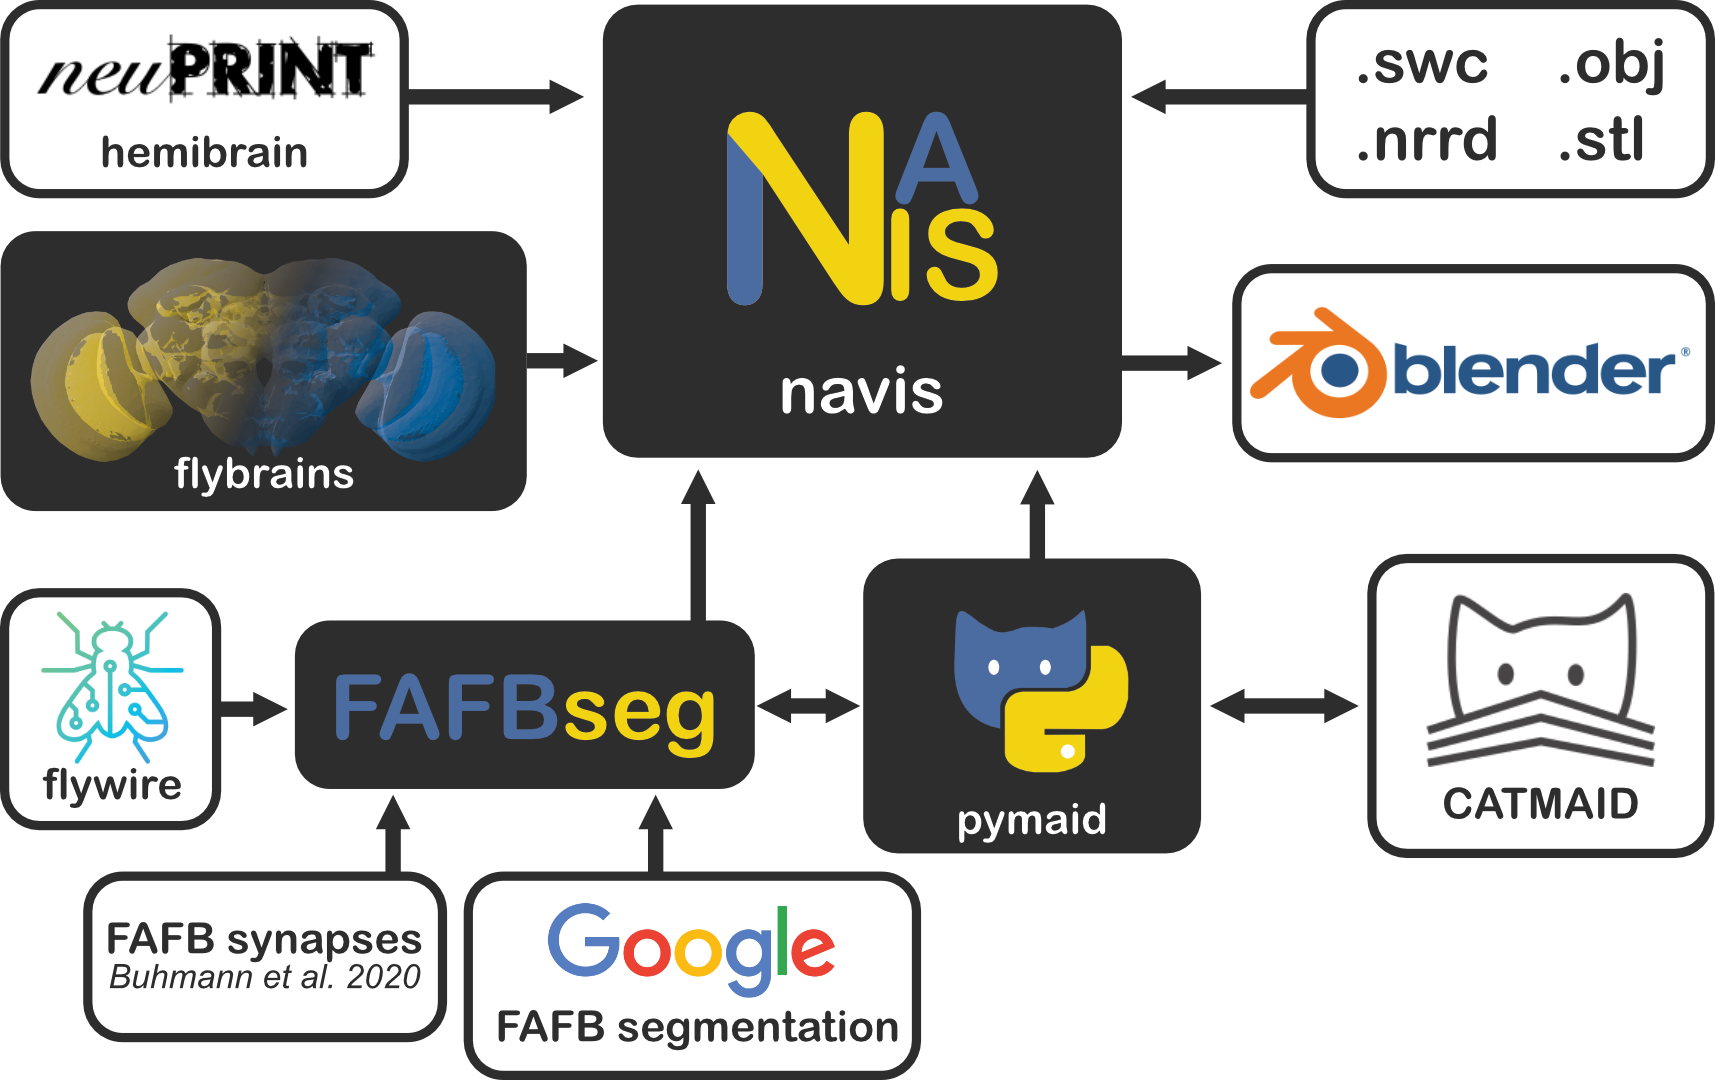 neuPRINT
hemibrain
NAVIS
navis
.swc .obj
.nrrd .stl
flybrains
blender®
flywire
FAFBseg
pymaid
CATMAID
FAFB synapses
Buhmann et al. 2020
Google
FAFB segmentation